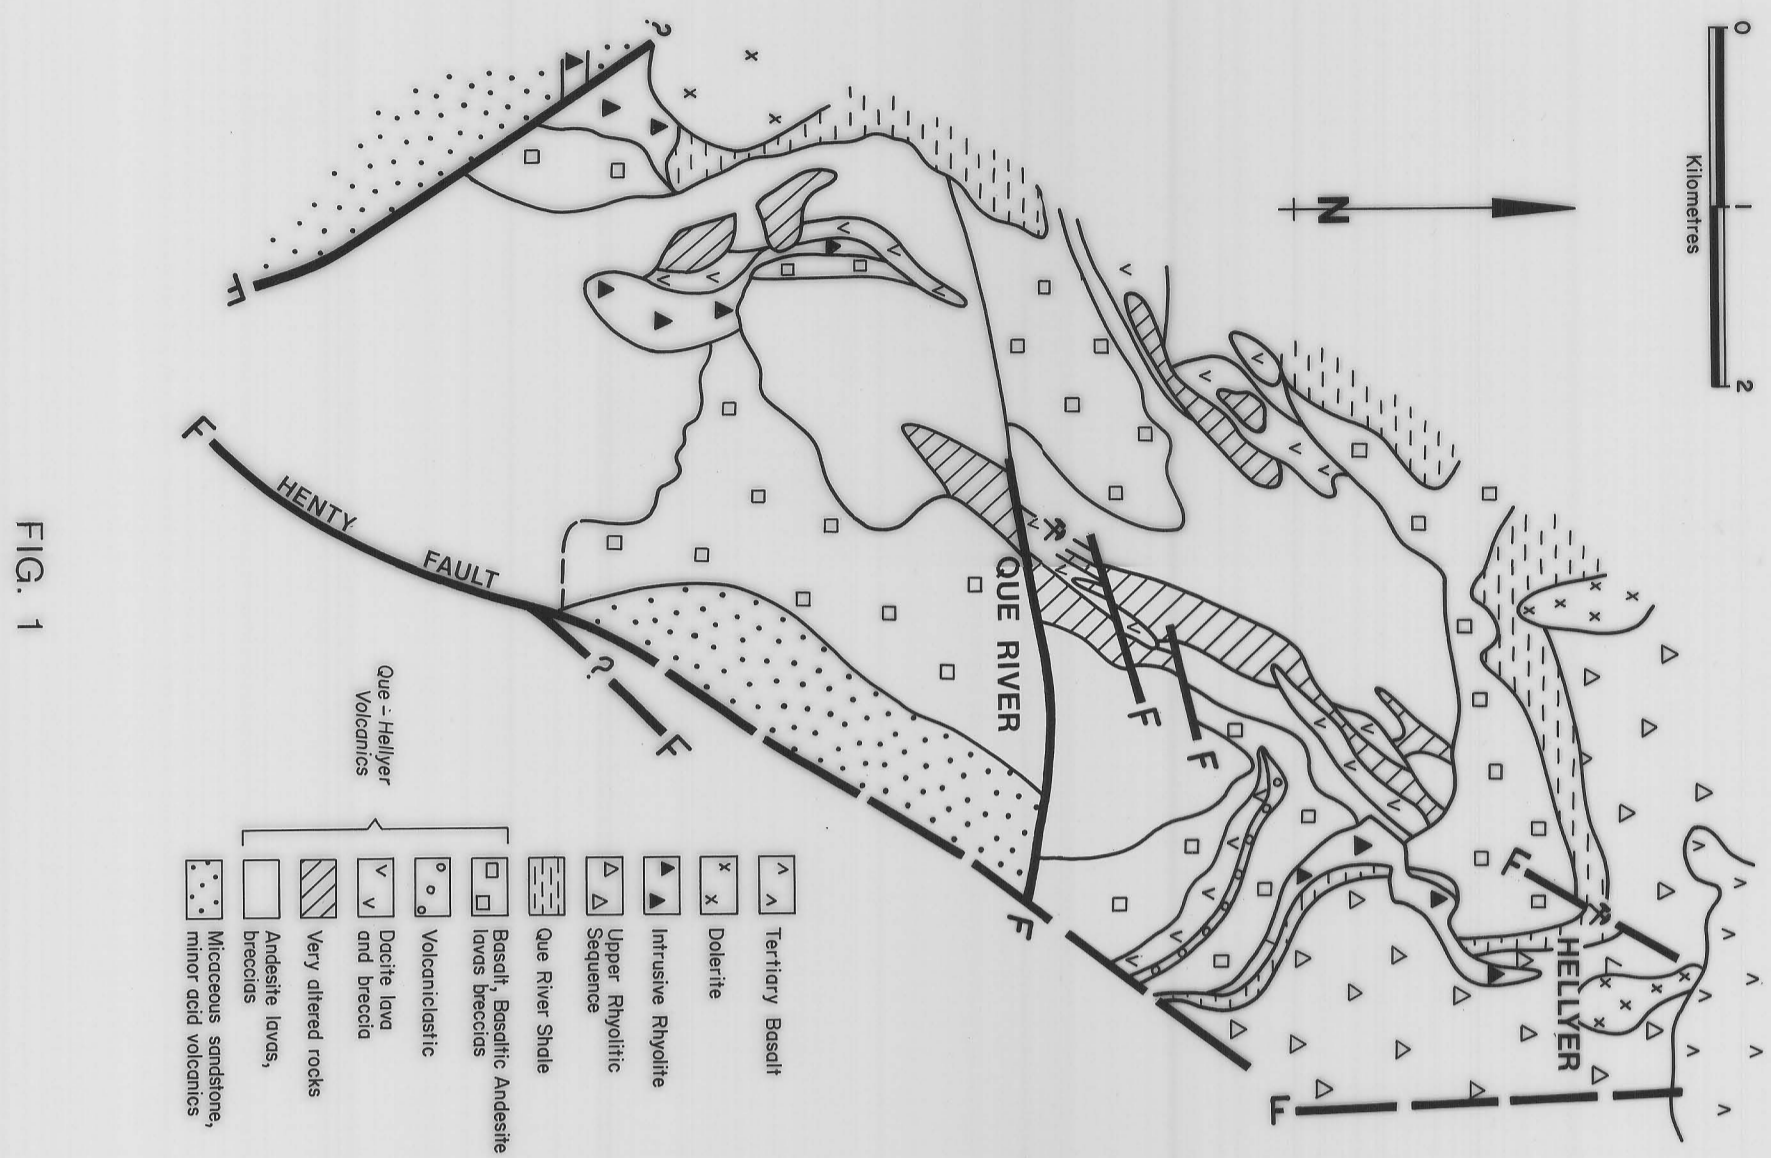 0 1 2
Kilometres
N
?
F
F
HENTY FAULT
?
F
QUE RIVER
F
F
F
F
HELLYER
F
Que - Hellyer
Volcanics
Tertiary Basalt
Dolerite
Intrusive Rhyolite
Upper Rhyolitic
Sequence
Que River Shale
Basalt, Basaltic Andesite
lavas breccias
Volcaniclastic
Dacite lava
and breccia
Very altered rocks
Andesite lavas,
breccias
Micaceous sandstone,
minor acid volcanics
FIG. 1